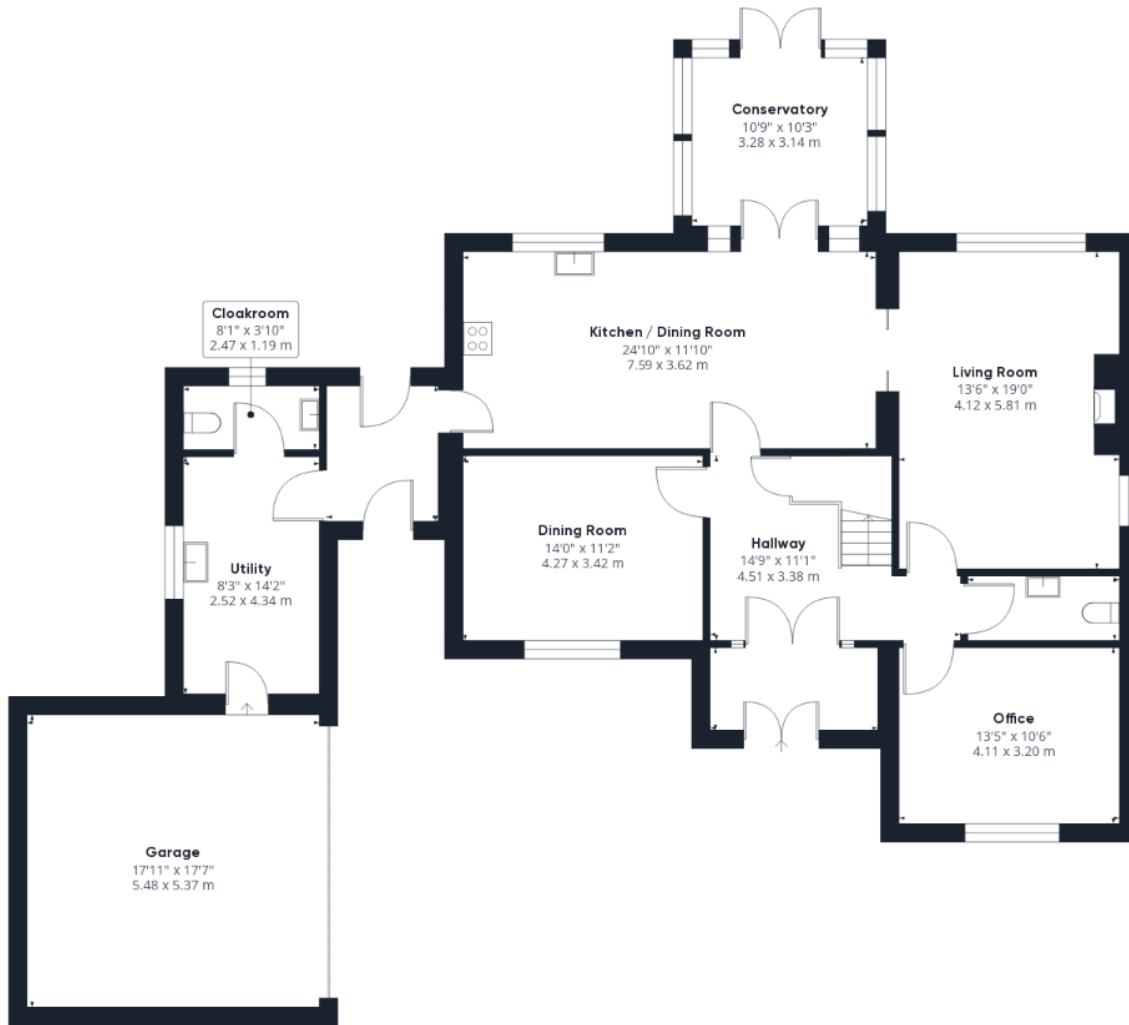 Conservatory
10'9" x 10'3"
3.28 x 3.14 m
Cloakroom
8'1" x 3'10"
2.47 x 1.19 m
Kitchen / Dining Room
24'10" x 11'10"
7.59 x 3.62 m
Living Room
13'6" x 19'0"
4.12 x 5.81 m
Dining Room
14'0" x 11'2"
4.27 x 3.42 m
Hallway
14'9" x 11'1"
4.51 x 3.38 m
Utility
8'3" x 14'2"
2.52 x 4.34 m
Office
13'5" x 10'6"
4.11 x 3.20 m
Garage
17'11" x 17'7"
5.48 x 5.37 m